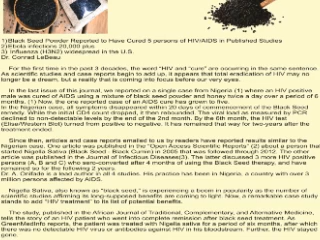 1)Black Seed Powder Reported to Have Cured 5 persons of HIV/AIDS in Published Studies
2)Ebola infections 20,000 plus
3) Influenza (H3N2) widespread in the U.S.
Dr. Conrad LeBeau
For the first time in the past 3 decades, the word "HIV" and "cure" are occurring in the same sentence.
As scientific studies and case reports begin to add up, it appears that total eradication of HIV may no
longer be a dream, but a reality that is coming into focus before our very eyes.
In the last issue of this journal, we reported on a single case from Nigeria (1) where an HIV positive
male was cured of AIDS using a mixture of black seed powder and honey twice a day over a period of 6
months. (1) Now, the one reported case of an AIDS cure has grown to five.
In the Nigerian case, all symptoms disappeared within 20 days of commencement of the Black Seed
remedy. While the initial CD4 count dropped, it then rebounded. The viral load as measured by PCR
declined to non-detectable levels by the end of the 2nd month. By the 6th month, the HIV test
(Elisa/Western Blot) turned from positive to negative. He remained that way for two-years after the
treatment ended.
Since then, articles and case reports emailed to us by readers have reported results similar to the
Nigerian case. One article was published in the "Open Access Scientific Reports" (2) about a person that
started Nigella Sativa (Black Seed - Black Cumin) in 2005 that was followed through 2012. The other
article was published in the Journal of Infectious Diseases(3). The latter discussed 3 more HIV positive
persons (A, B and C) who zero-converted after 4 months of using the Black Seed therapy, and have
remained so for the following 2 years.
Dr A. Onifade is a lead author in all 4 studies. His practice has been in Nigeria, a country with over 3
million persons affected by AIDS.
Nigella Sativa, also known as "black seed," is experiencing a boom in popularity as the number of
scientific studies affirming its long-supposed benefits are coming to light. Now, a remarkable case study
stands to add "HIV treatment" to its list of potential benefits.
The study, published in the African Journal of Traditional, Complementary, and Alternative Medicine,
tells the story of an HIV patient who went into complete remission after black seed treatment. As
GreenMedInfo reports, the patient was treated with Nigella sativa for a period of six months, after which
there was no detectable HIV virus or antibodies against HIV in his bloodstream. Further, the HIV stayed
gone.